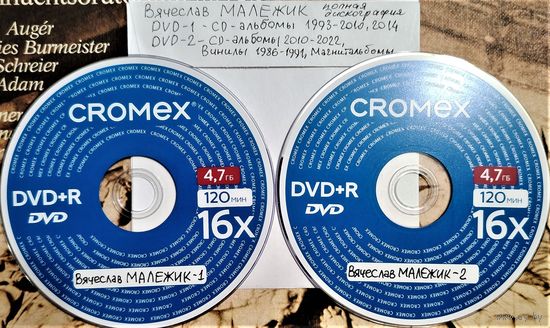 Augér
ies Burmeister
Schreier
Adam
Вячеслав МАЛЕЖИК полная дискография
DVD-1 - CD-альбомы 1993-2010, 2014
DVD-2 - CD-альбомы 2010-2022,
Винилы 1986-1991, Магнитальбомы
CROMEX®
4,7 ГБ
DVD+R
120 МИН
DVD
16x
Вячеслав МАЛЕЖИК-1
CROMEX
4,7 ГБ
DVD+R
120 МИН
DVD
16x
Вячеслав МАЛЕЖИК-2